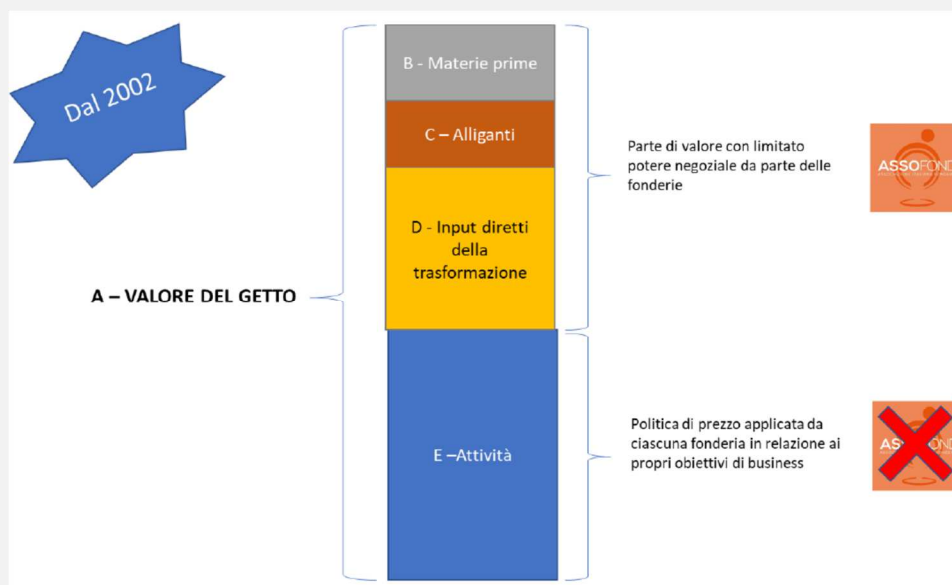 Dal 2002
B - Materie prime
C – Alliganti
D - Input diretti
della
trasformazione
A – VALORE DEL GETTO
E –Attività
Parte di valore con limitato
potere negoziale da parte delle
fonderie
ASSOFOND
Politica di prezzo applicata da
ciascuna fonderia in relazione ai
propri obiettivi di business